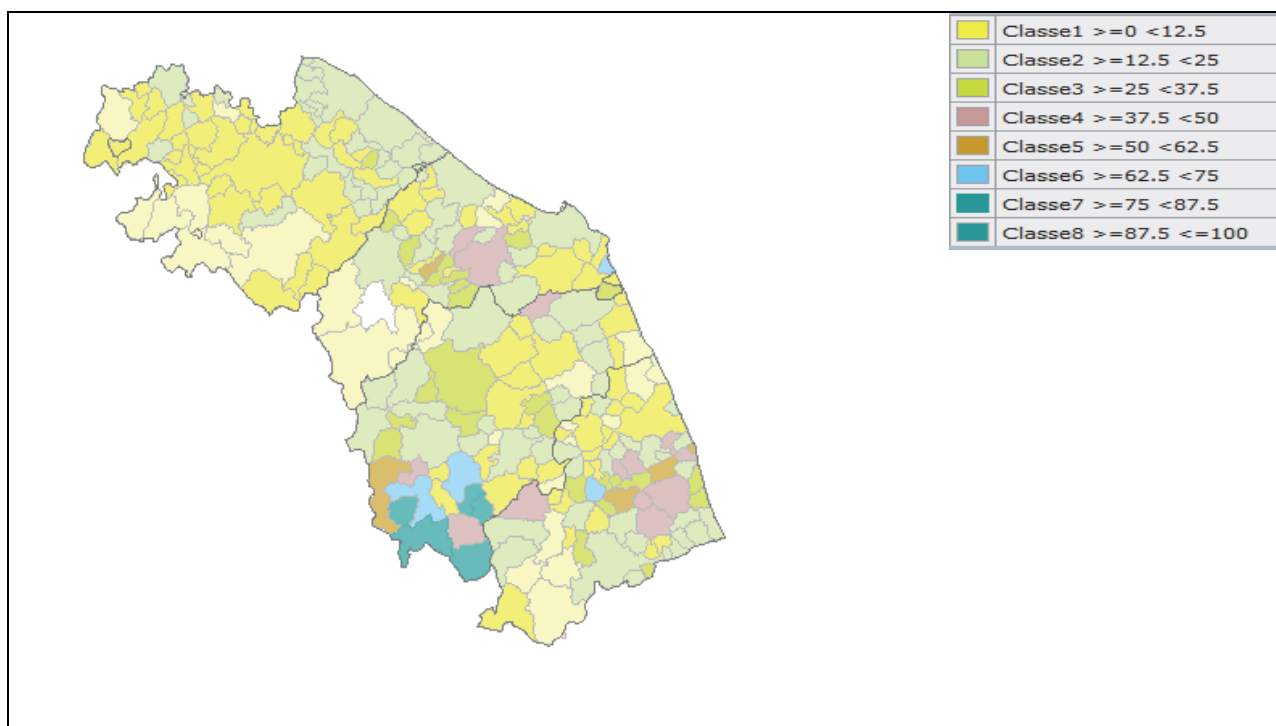 Classe1 >=0 <12.5
Classe2 >=12.5 <25
Classe3 >=25 <37.5
Classe4 >=37.5 <50
Classe5 >=50 <62.5
Classe6 >=62.5 <75
Classe7 >=75 <87.5
Classe8 >=87.5 <=100